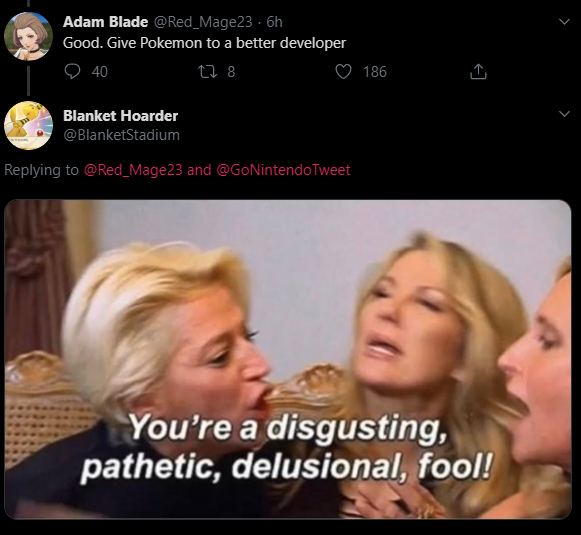 Adam Blade @Red_Mage23 · 6h
Good. Give Pokemon to a better developer
40 8 186
Blanket Hoarder
@BlanketStadium
Replying to @Red_Mage23 and @GoNintendoTweet
You're a disgusting,
pathetic, delusional, fool!